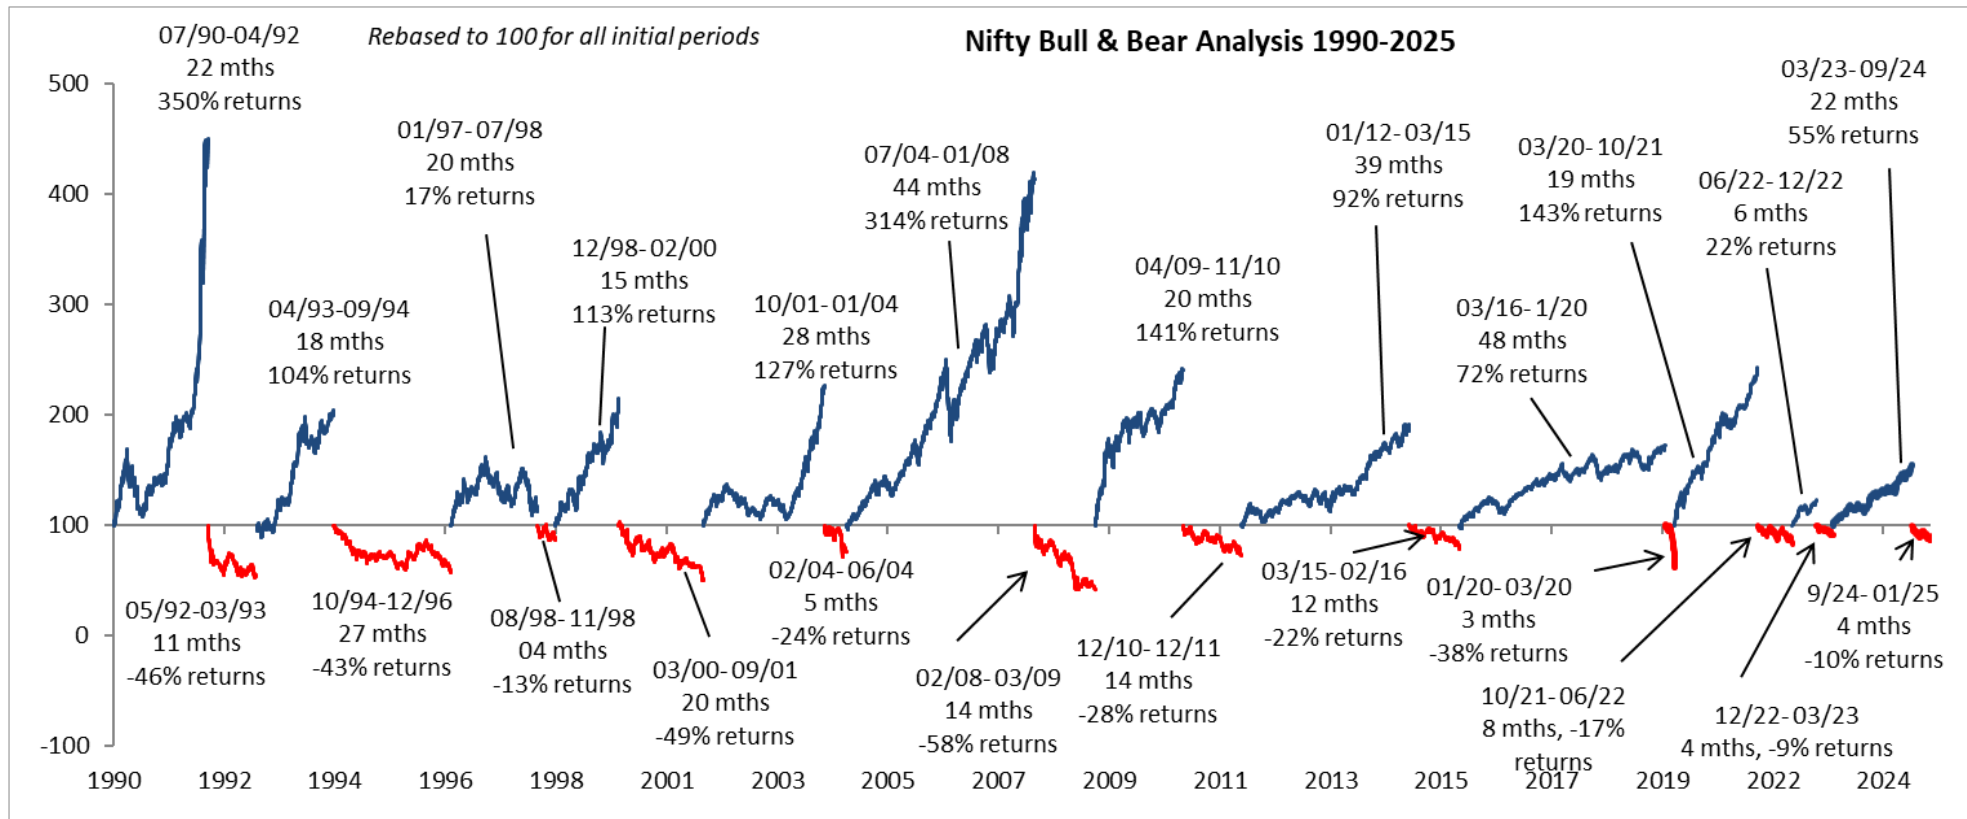 Nifty Bull & Bear Analysis 1990-2025
Rebased to 100 for all initial periods
500
400
300
200
100
0
-100
07/90-04/92
22 mths
350% returns
04/93-09/94
18 mths
104% returns
01/97- 07/98
20 mths
17% returns
12/98- 02/00
15 mths
113% returns
10/01- 01/04
28 mths
127% returns
07/04- 01/08
44 mths
314% returns
04/09- 11/10
20 mths
141% returns
01/12- 03/15
39 mths
92% returns
03/16- 1/20
48 mths
72% returns
03/20- 10/21
19 mths
143% returns
06/22- 12/22
6 mths
22% returns
03/23- 09/24
22 mths
55% returns
05/92-03/93
11 mths
-46% returns
10/94-12/96
27 mths
-43% returns
08/98- 11/98
04 mths
-13% returns
03/00- 09/01
20 mths
-49% returns
02/04- 06/04
5 mths
-24% returns
02/08- 03/09
14 mths
-58% returns
12/10- 12/11
14 mths
-28% returns
03/15- 02/16
12 mths
-22% returns
01/20- 03/20
3 mths
-38% returns
10/21- 06/22
8 mths, -17%
returns
12/22- 03/23
4 mths, -9% returns
9/24- 01/25
4 mths
-10% returns
1990
1992
1994
1996
1998
2001
2003
2005
2007
2009
2011
2013
2015
2017
2019
2022
2024